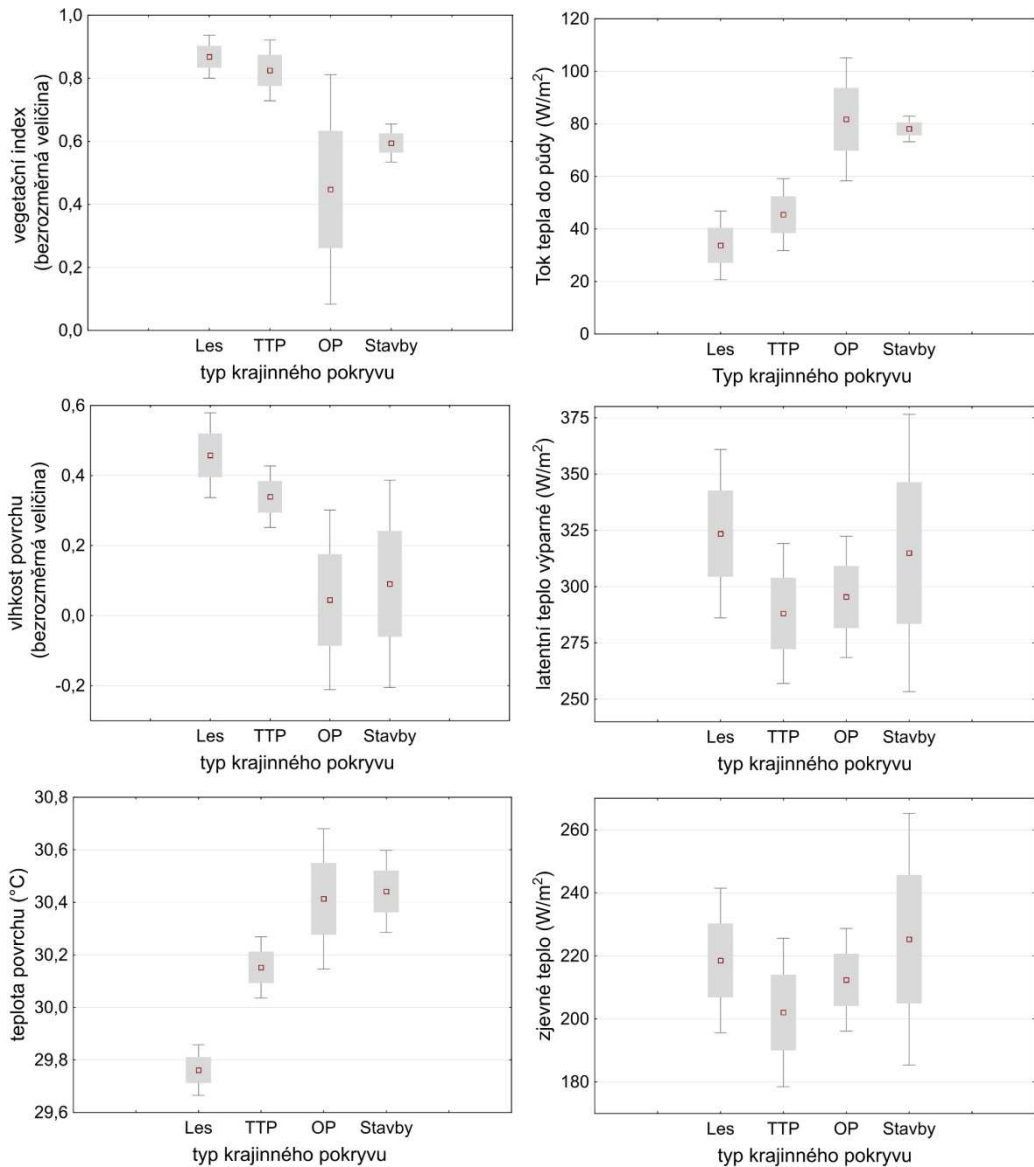 vegetační index
(bezrozměrná veličina)
1,0
0,8
0,6
0,4
0,2
0,0
Les TTP OP Stavby
typ krajinného pokryvu
Tok tepla do půdy (W/m²)
120
100
80
60
40
20
0
Les TTP OP Stavby
Typ krajinného pokryvu
vlhkost povrchu
(bezrozměrná veličina)
0,6
0,4
0,2
0,0
-0,2
Les TTP OP Stavby
typ krajinného pokryvu
latentní teplo výparné (W/m²)
375
350
325
300
275
250
Les TTP OP Stavby
typ krajinného pokryvu
teplota povrchu (°C)
30,8
30,6
30,4
30,2
30,0
29,8
29,6
Les TTP OP Stavby
typ krajinného pokryvu
zjevné teplo (W/m²)
260
240
220
200
180
Les TTP OP Stavby
typ krajinného pokryvu